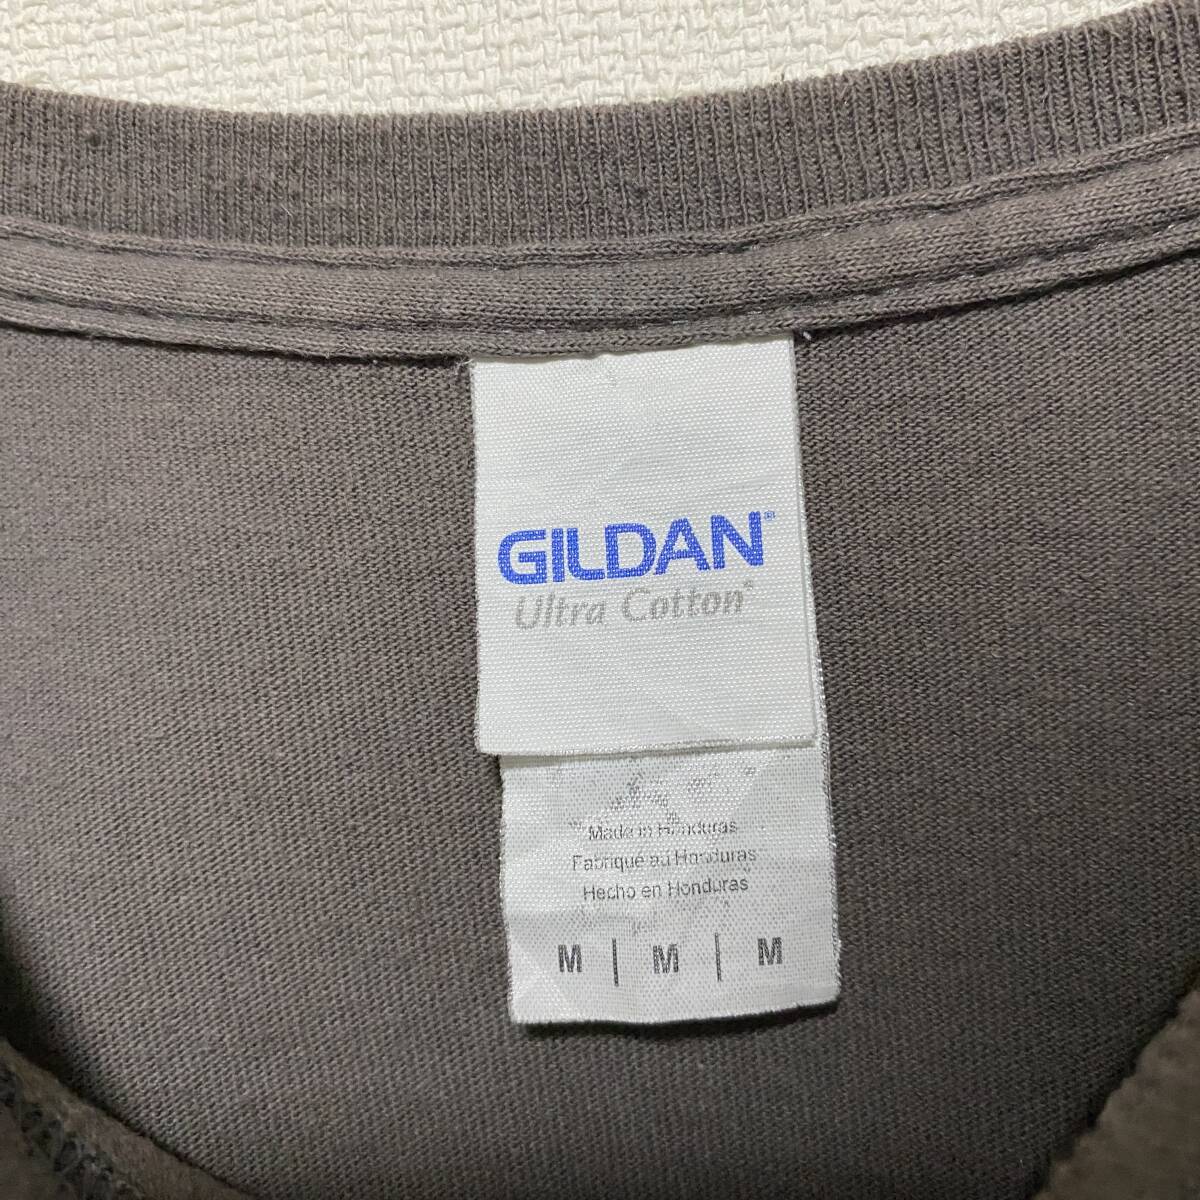 GILDAN®
Ultra Cotton®
Made in Honduras
Fabriqué au Honduras
Hecho en Honduras
M | M | M